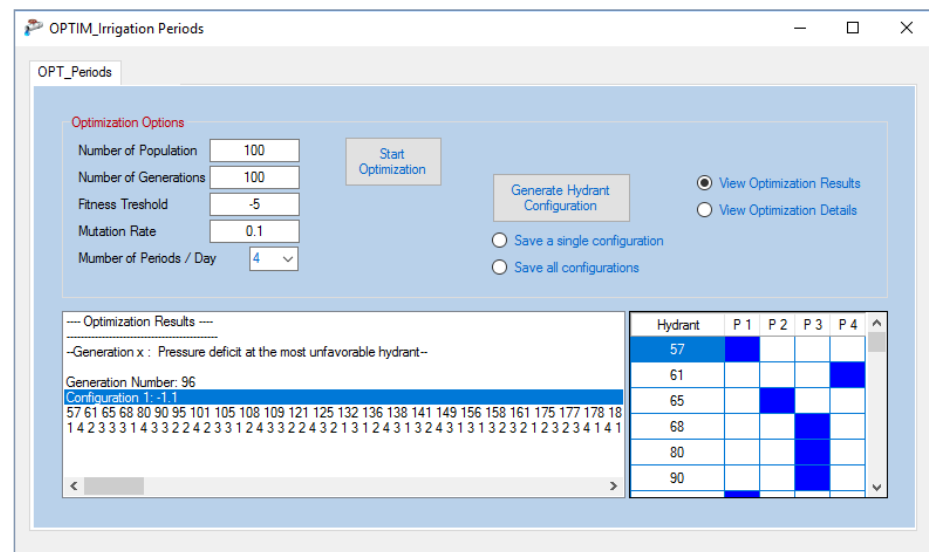 OPTIM_Irrigation Periods
OPT_Periods
Optimization Options
Number of Population 100
Number of Generations 100
Fitness Treshold -5
Mutation Rate 0.1
Mumber of Periods / Day 4
Start
Optimization
Generate Hydrant
Configuration
Save a single configuration
Save all configurations
View Optimization Results
View Optimization Details
---- Optimization Results ----
--Generation x : Pressure deficit at the most unfavorable hydrant--
Generation Number: 96
Configuration 1: -1.1
57 61 65 68 80 90 95 101 105 108 109 121 125 132 136 138 141 149 156 158 161 175 177 178 18
1 4 2 3 3 3 1 4 3 3 2 2 4 2 3 3 1 2 4 3 3 2 2 4 3 2 1 3 1 2 4 3 1 3 2 4 3 1 3 1 3 2 3 2 1 2 3 2 3 4 1 4 1
Hydrant P 1 P 2 P 3 P 4
57
61
65
68
80
90